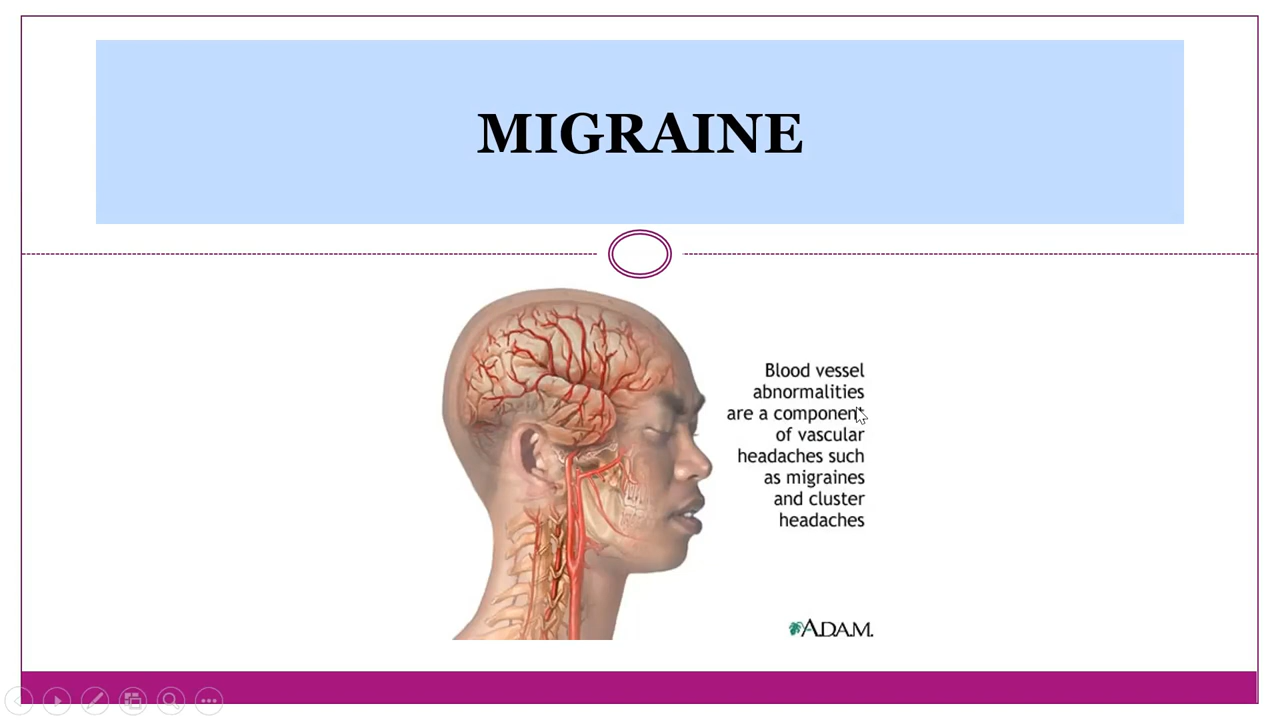 MIGRAINE
Blood vessel
abnormalities
are a component
of vascular
headaches such
as migraines
and cluster
headaches
A.D.A.M.